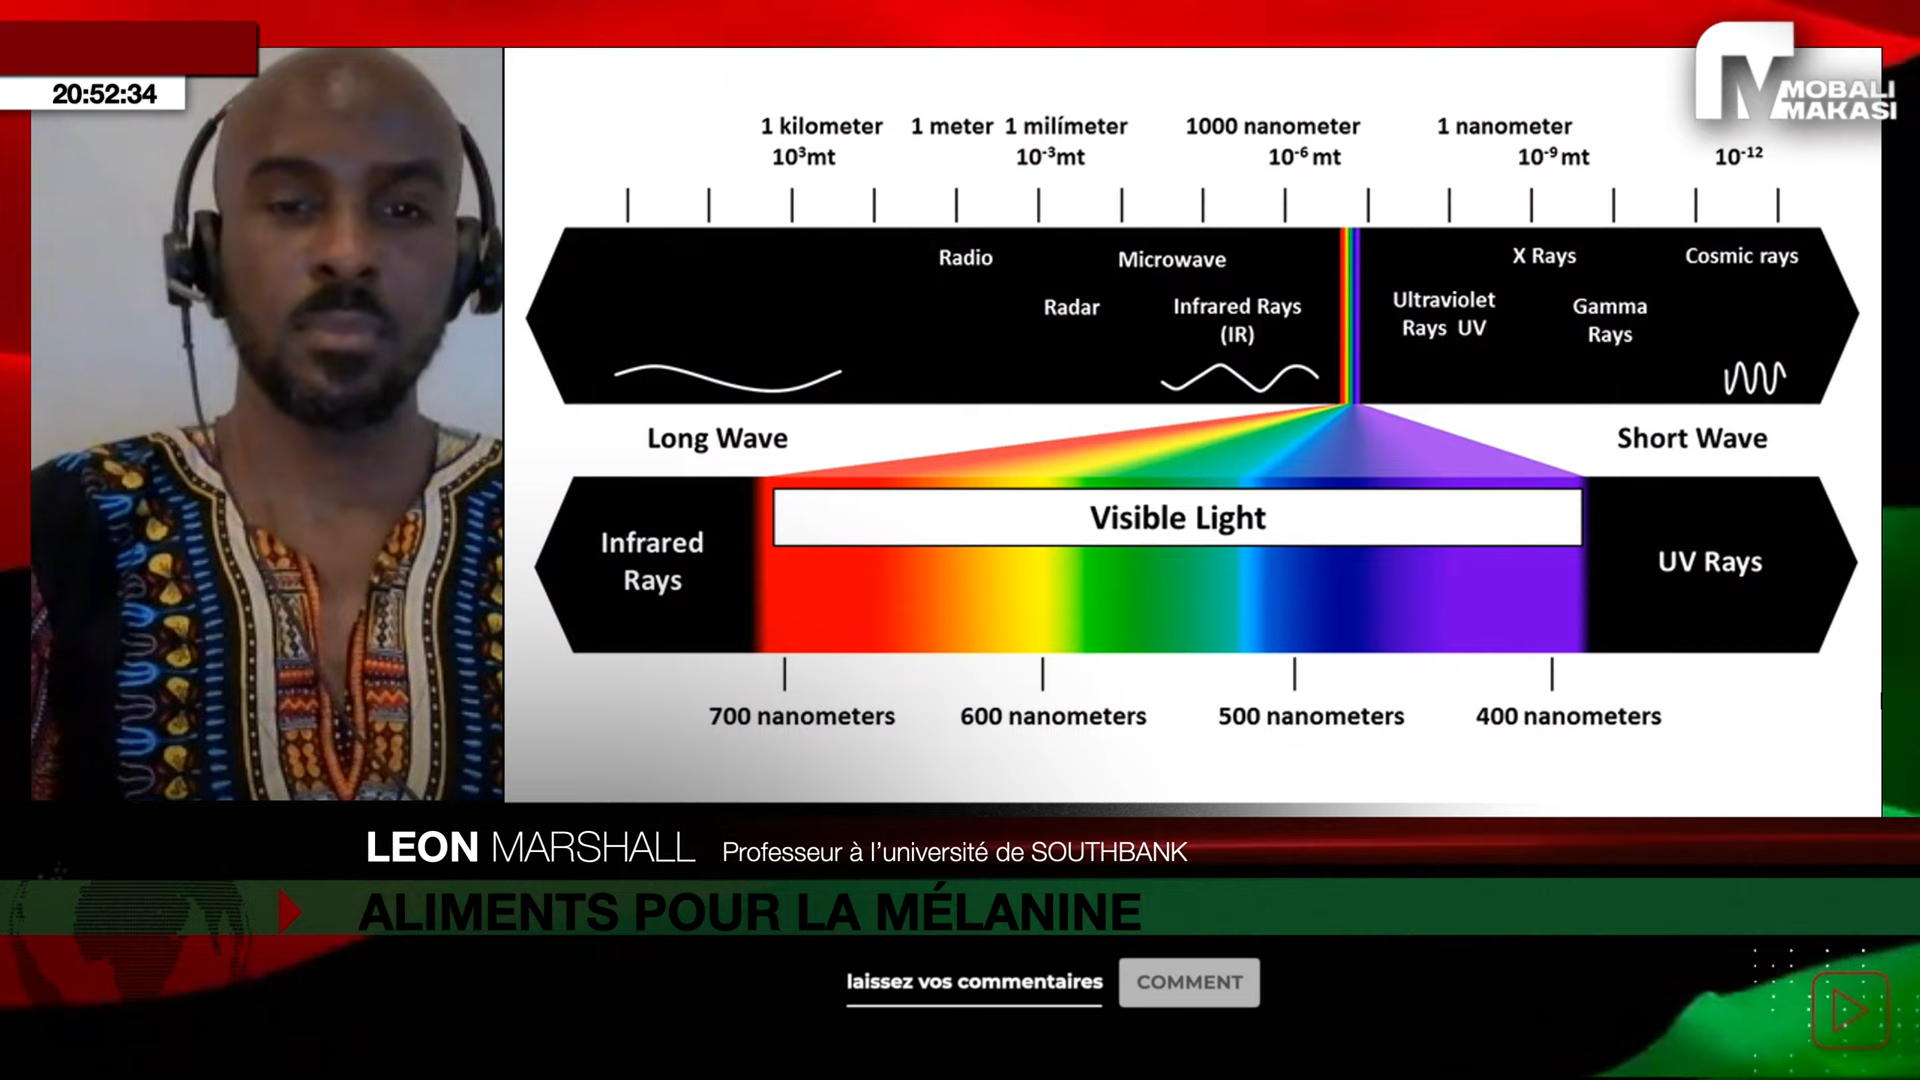 20:52:34
MOBALI
MAKASI
1 kilometer 1 meter 1 milímeter 1000 nanometer 1 nanometer
10³mt 10⁻³mt 10⁻⁶ mt 10⁻⁹ mt 10⁻¹²
Radio Microwave X Rays Cosmic rays
Radar Infrared Rays Ultraviolet Gamma
(IR) Rays UV Rays
Long Wave Short Wave
Visible Light
Infrared
Rays
UV Rays
700 nanometers 600 nanometers 500 nanometers 400 nanometers
LEON MARSHALL Professeur à l’université de SOUTHBANK
ALIMENTS POUR LA MÉLANINE
laissez vos commentaires COMMENT